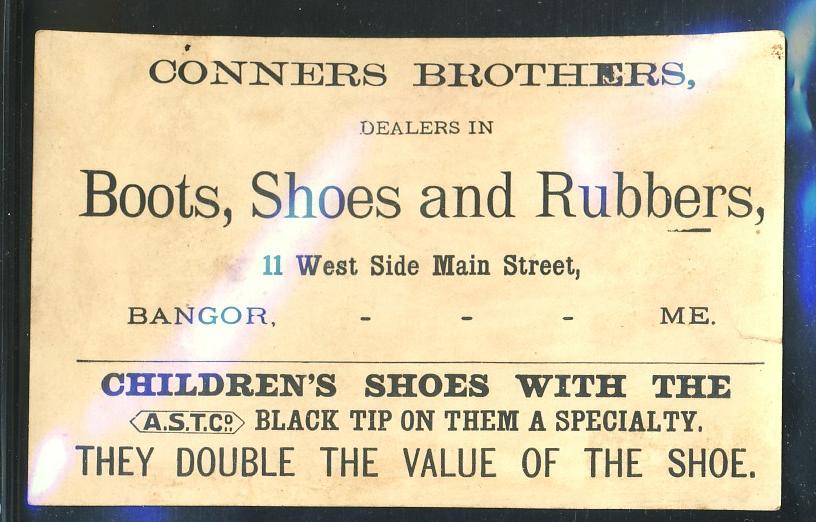 CONNERS BROTHERS,
DEALERS IN
Boots, Shoes and Rubbers,
11 West Side Main Street,
BANGOR, - - - ME.
CHILDREN'S SHOES WITH THE
A.S.T.Co. BLACK TIP ON THEM A SPECIALTY.
THEY DOUBLE THE VALUE OF THE SHOE.